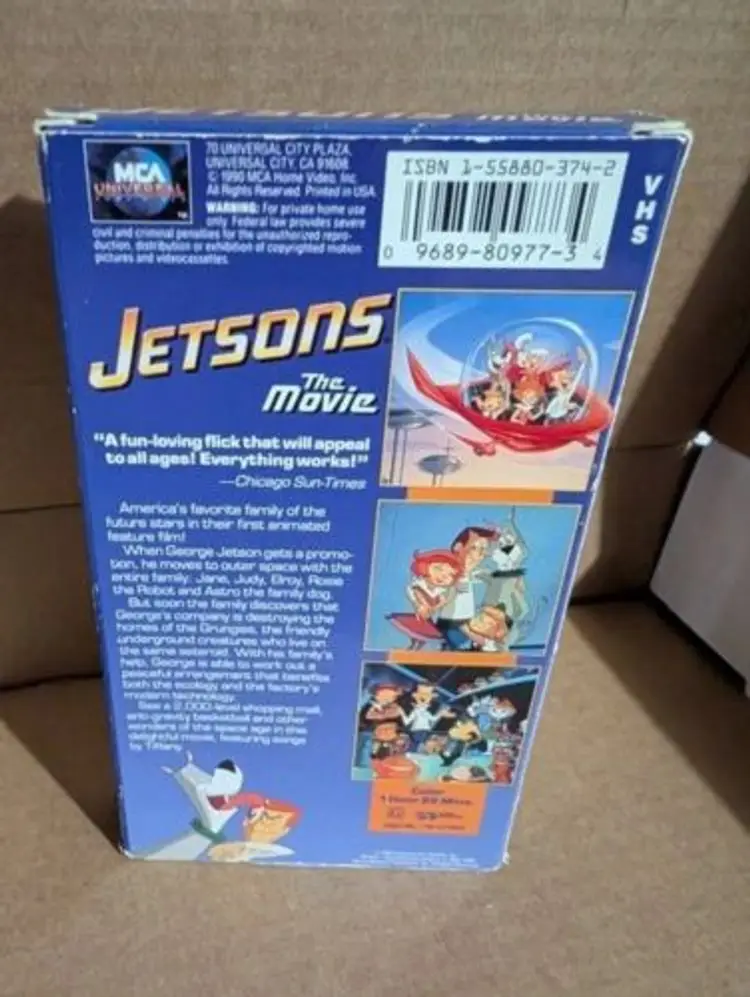 MCA
UNIVERSAL
70 UNIVERSAL CITY PLAZA
UNIVERSAL CITY, CA 91608
© 1990 MCA Home Video, Inc.
All Rights Reserved Printed in USA
WARNING: For private home use
only. Federal law provides severe
civil and criminal penalties for the unauthorized repro-
duction, distribution or exhibition of copyrighted motion
pictures and videocassettes.
ISBN 1-55880-374-2
0 9689-80977-3 4
VHS
JETSONS
The
Movie
"A fun-loving flick that will appeal
to all ages! Everything works!"
—Chicago Sun-Times
America's favorite family of the
future stars in their first animated
feature film!
When George Jetson gets a promo-
tion, he moves to outer space with the
entire family: Jane, Judy, Elroy, Rosie
the Robot and Astro the family dog.
But soon the family discovers that
George's company is destroying the
homes of the Grungees, the friendly
underground creatures who live on
the same asteroid. With his family's
help, George is able to work out a
peaceful arrangement that benefits
both the ecology and the factory's
modern technology.
See a 2,000-level shopping mall,
anti-gravity basketball and other
wonders of the space age in this
delightful movie, featuring songs
by Tiffany.
Color